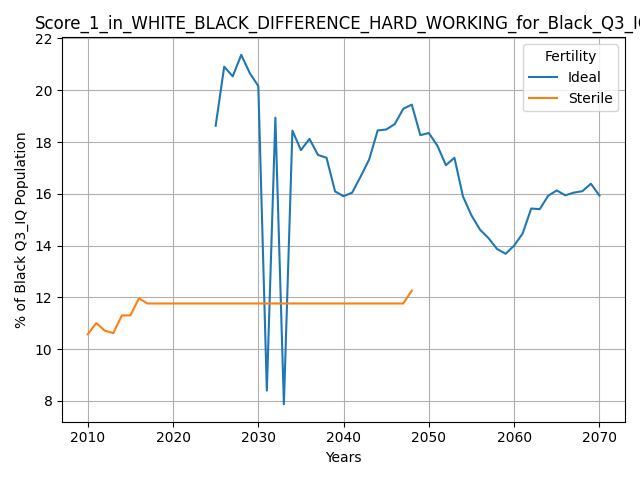 Score_1_in_WHITE_BLACK_DIFFERENCE_HARD_WORKING_for_Black_Q3_IQ
22
20
18
16
14
12
10
8
% of Black Q3_IQ Population
Fertility
Ideal
Sterile
2010 2020 2030 2040 2050 2060 2070
Years